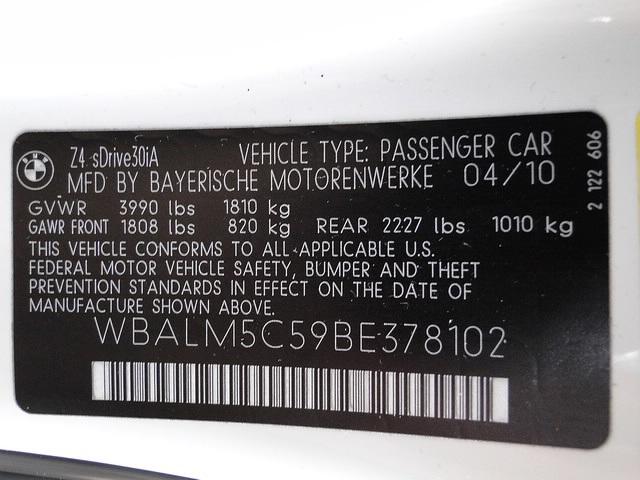 Z4 sDrive30iA VEHICLE TYPE: PASSENGER CAR
MFD BY BAYERISCHE MOTORENWERKE 04/10
GVWR 3990 lbs 1810 kg
GAWR FRONT 1808 lbs 820 kg REAR 2227 lbs 1010 kg
THIS VEHICLE CONFORMS TO ALL APPLICABLE U.S.
FEDERAL MOTOR VEHICLE SAFETY, BUMPER AND THEFT
PREVENTION STANDARDS IN EFFECT ON THE DATE OF
MANUFACTURE SHOWN ABOVE.
WBALM5C59BE378102
2 122 606
BMW